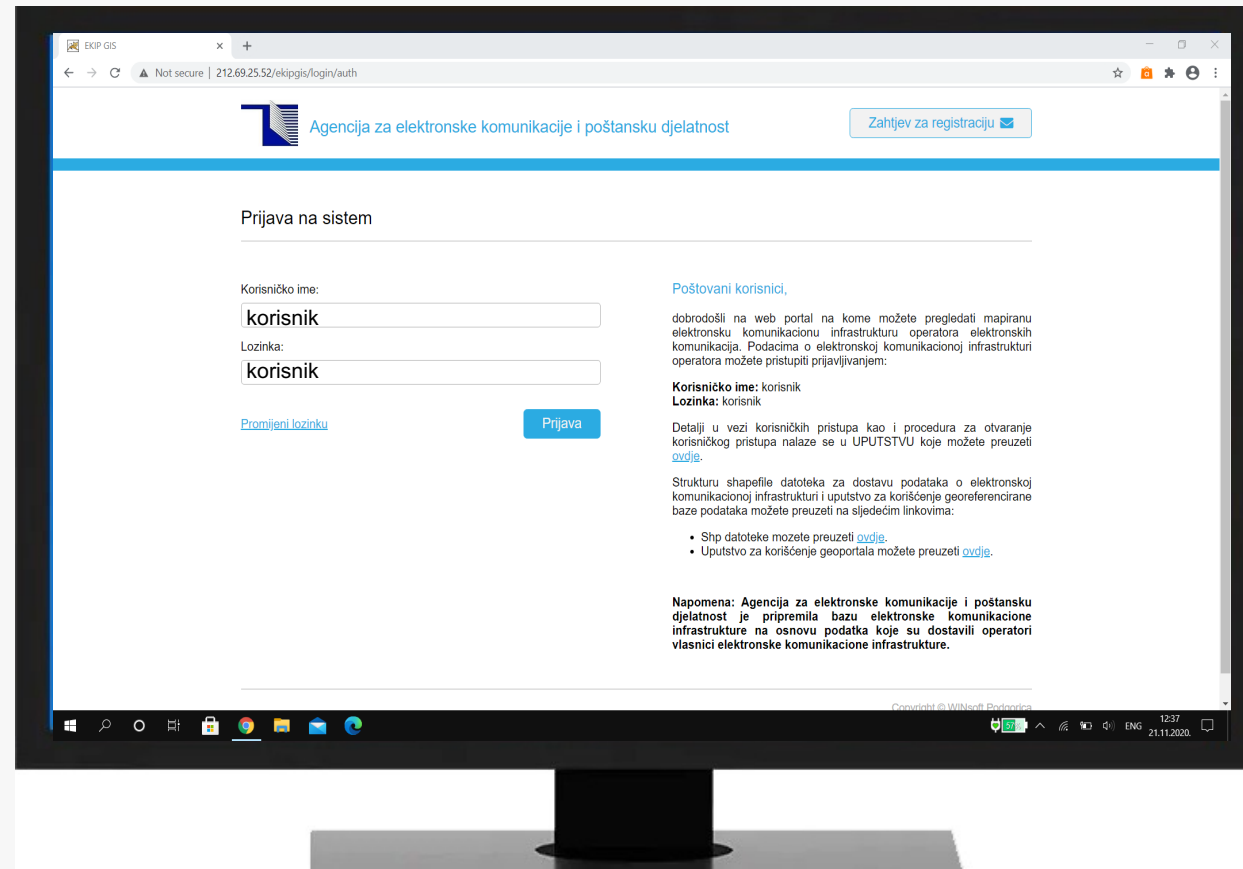 EKIP GIS
Not secure | 212.69.25.52/ekipgis/login/auth
Agencija za elektronske komunikacije i poštansku djelatnost
Zahtjev za registraciju
Prijava na sistem
Korisničko ime:
korisnik
Lozinka:
korisnik
Promijeni lozinku
Prijava
Poštovani korisnici,
dobrodošli na web portal na kome možete pregledati mapiranu
elektronsku komunikacionu infrastrukturu operatora elektronskih
komunikacija. Podacima o elektronskoj komunikacionoj infrastrukturi
operatora možete pristupiti prijavljivanjem:
Korisničko ime: korisnik
Lozinka: korisnik
Detalji u vezi korisničkih pristupa kao i procedura za otvaranje
korisničkog pristupa nalaze se u UPUTSTVU koje možete preuzeti
ovdje.
Strukturu shapefile datoteka za dostavu podataka o elektronskoj
komunikacionoj infrastrukturi i uputstvo za korišćenje georeferencirane
baze podataka možete preuzeti na sljedećim linkovima:
• Shp datoteke mozete preuzeti ovdje.
• Uputstvo za korišćenje geoportala možete preuzeti ovdje.
Napomena: Agencija za elektronske komunikacije i poštansku
djelatnost je pripremila bazu elektronske komunikacione
infrastrukture na osnovu podatka koje su dostavili operatori
vlasnici elektronske komunikacione infrastrukture.
Copyright © WINsoft Podgorica
ENG
12:37
21.11.2020.